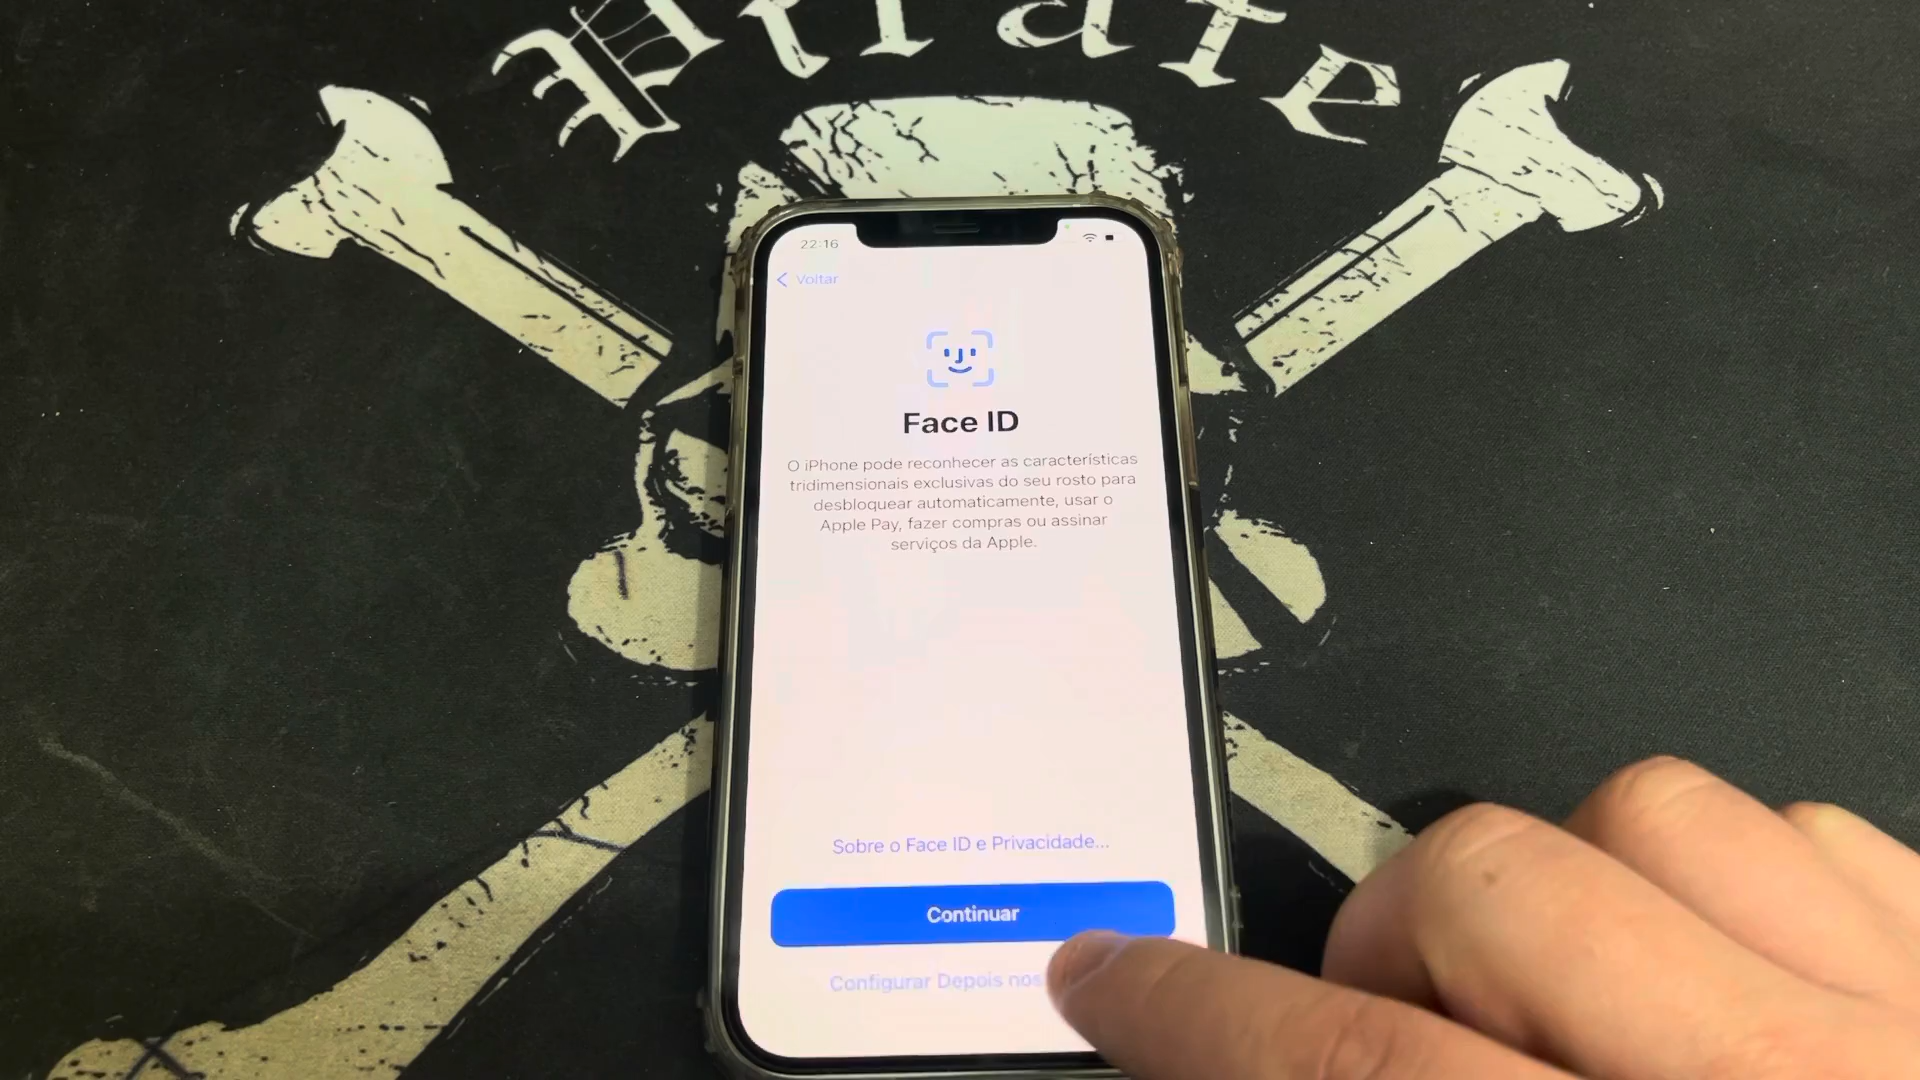 Pirate
22:16
Voltar
Face ID
O iPhone pode reconhecer as características
tridimensionais exclusivas do seu rosto para
desbloquear automaticamente, usar o
Apple Pay, fazer compras ou assinar
serviços da Apple.
Sobre o Face ID e Privacidade...
Continuar
Configurar Depois nos